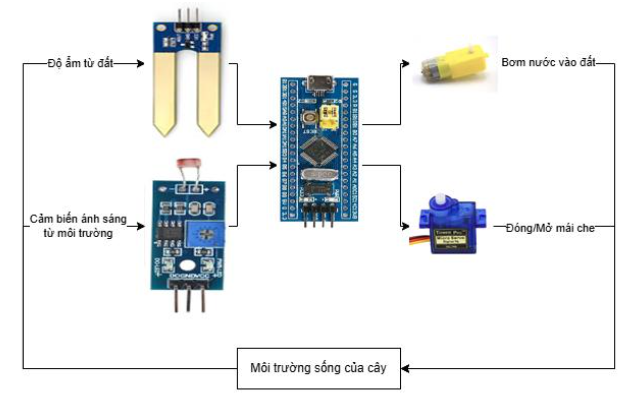 Độ ẩm từ đất
Bơm nước vào đất
Cảm biến ánh sáng
từ môi trường
Đóng/Mở mái che
Môi trường sống của cây